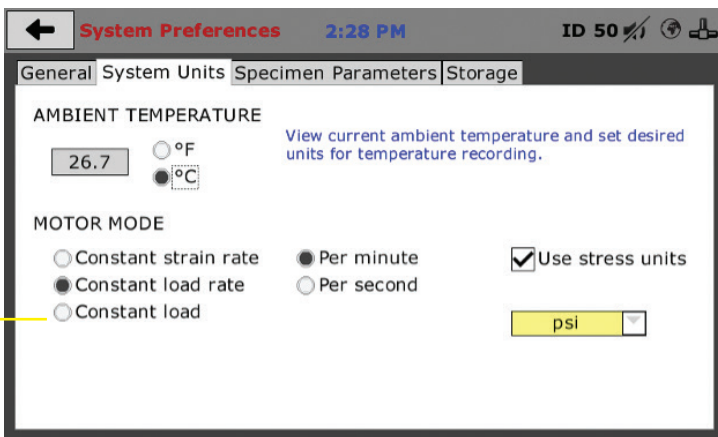 System Preferences 2:28 PM ID 50
General System Units Specimen Parameters Storage
AMBIENT TEMPERATURE
View current ambient temperature and set desired
units for temperature recording.
26.7
°F
°C
MOTOR MODE
Constant strain rate Per minute Use stress units
Constant load rate Per second
Constant load
psi